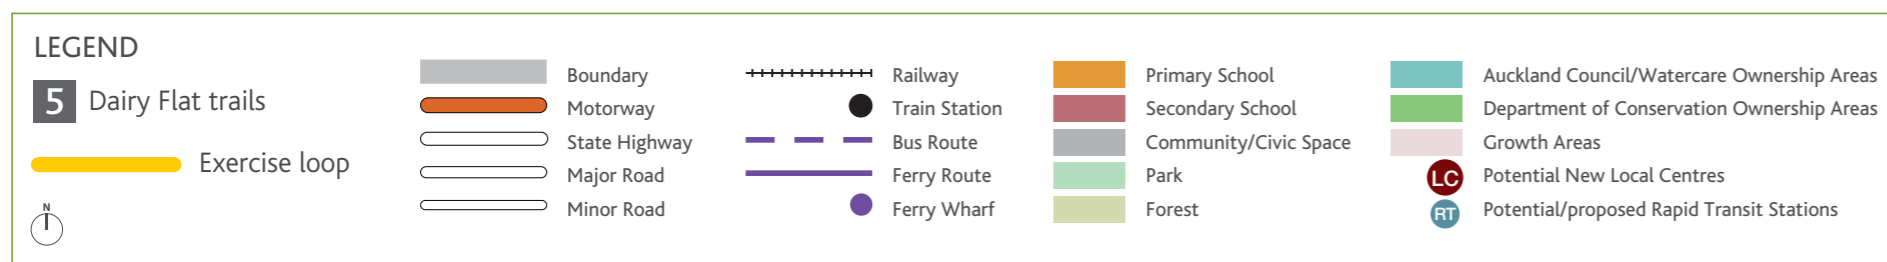 LEGEND
5 Dairy Flat trails
Exercise loop
N
Boundary
Motorway
State Highway
Major Road
Minor Road
Railway
Train Station
Bus Route
Ferry Route
Ferry Wharf
Primary School
Secondary School
Community/Civic Space
Park
Forest
Auckland Council/Watercare Ownership Areas
Department of Conservation Ownership Areas
Growth Areas
LC Potential New Local Centres
RT Potential/proposed Rapid Transit Stations